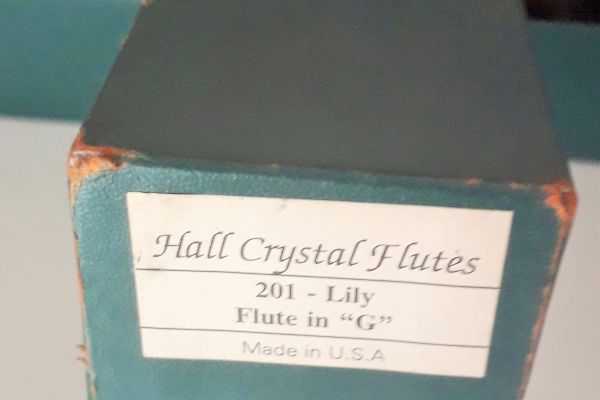 Hall Crystal Flutes
201 - Lily
Flute in “G”
Made in U.S.A